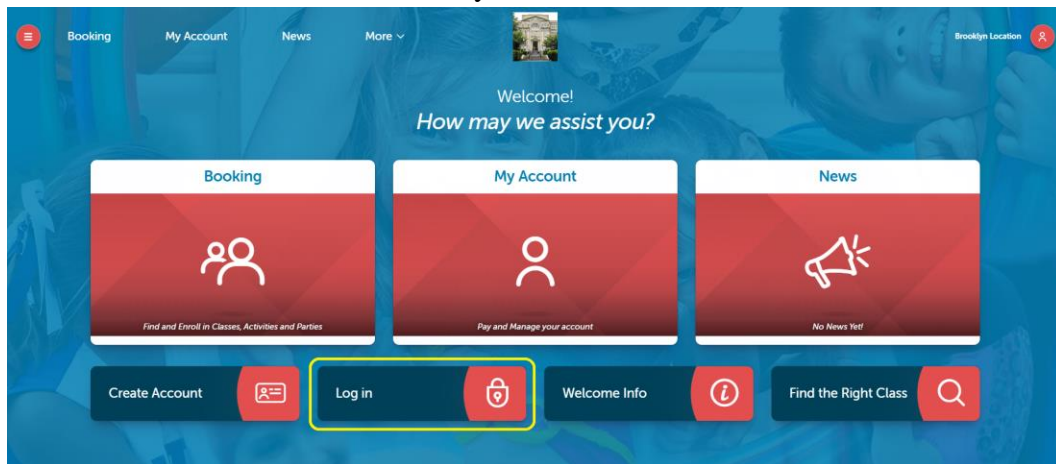 Booking My Account News More
Brooklyn Location
Welcome!
How may we assist you?
Booking
Find and Enroll in Classes, Activities and Parties
My Account
Pay and Manage your account
News
No News Yet!
Create Account
Log in
Welcome Info
Find the Right Class